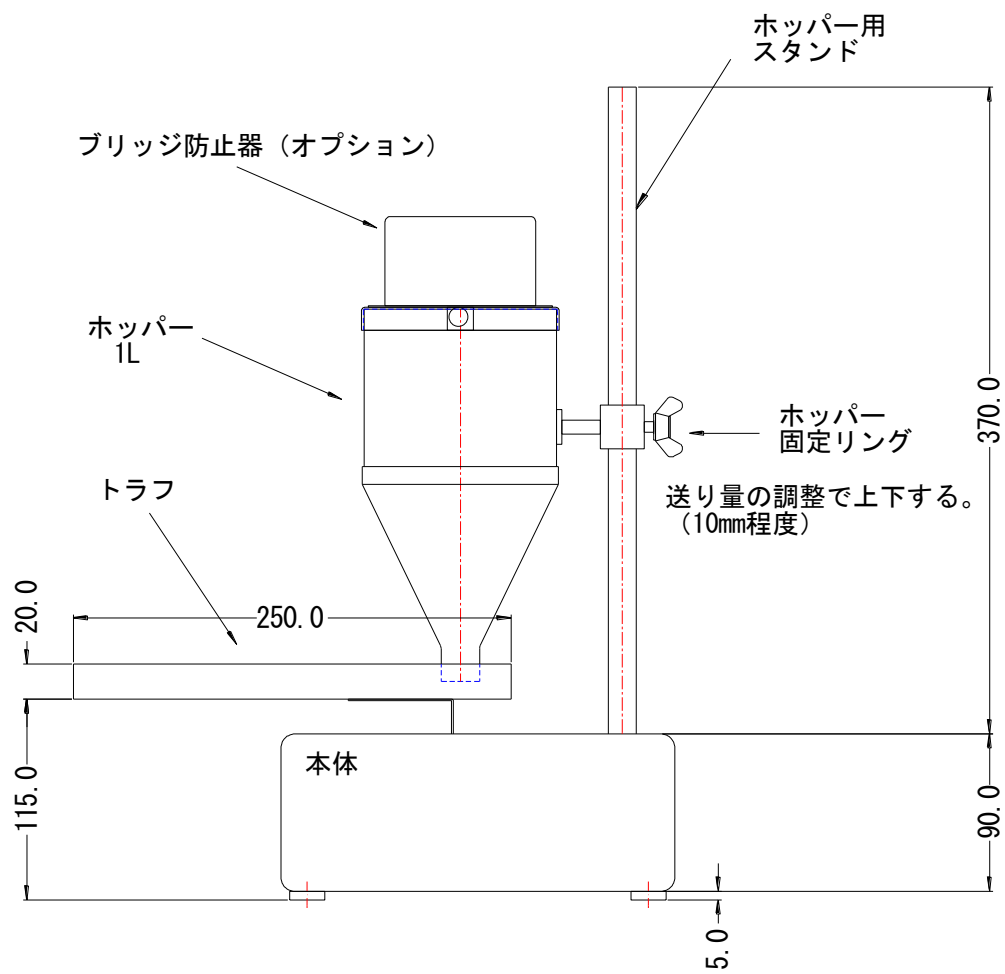 ホッパー用
スタンド
ブリッジ防止器（オプション）
ホッパー
1L
370.0
ホッパー
固定リング
送り量の調整で上下する。
（10mm程度）
トラフ
20.0
250.0
115.0
本体
90.0
5.0